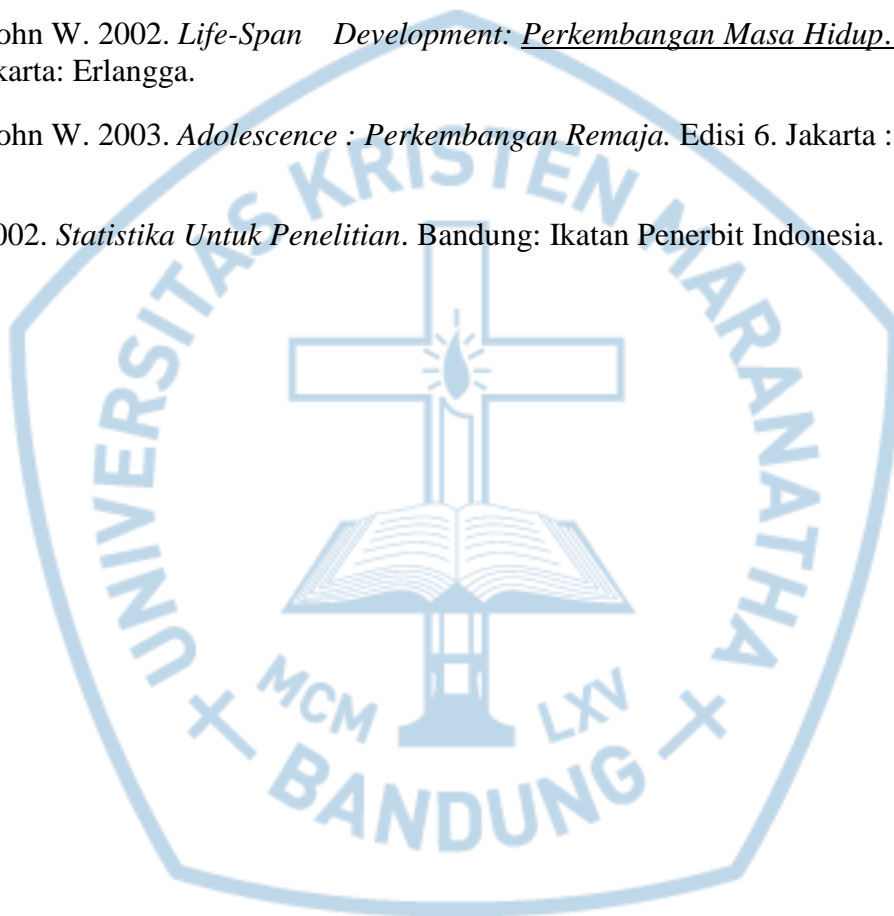 ohn W. 2002. Life-Span Development: Perkembangan Masa Hidup.
karta: Erlangga.
ohn W. 2003. Adolescence : Perkembangan Remaja. Edisi 6. Jakarta :
002. Statistika Untuk Penelitian. Bandung: Ikatan Penerbit Indonesia.
UNIVERSITAS KRISTEN MARANATHA
MCM LXV
BANDUNG